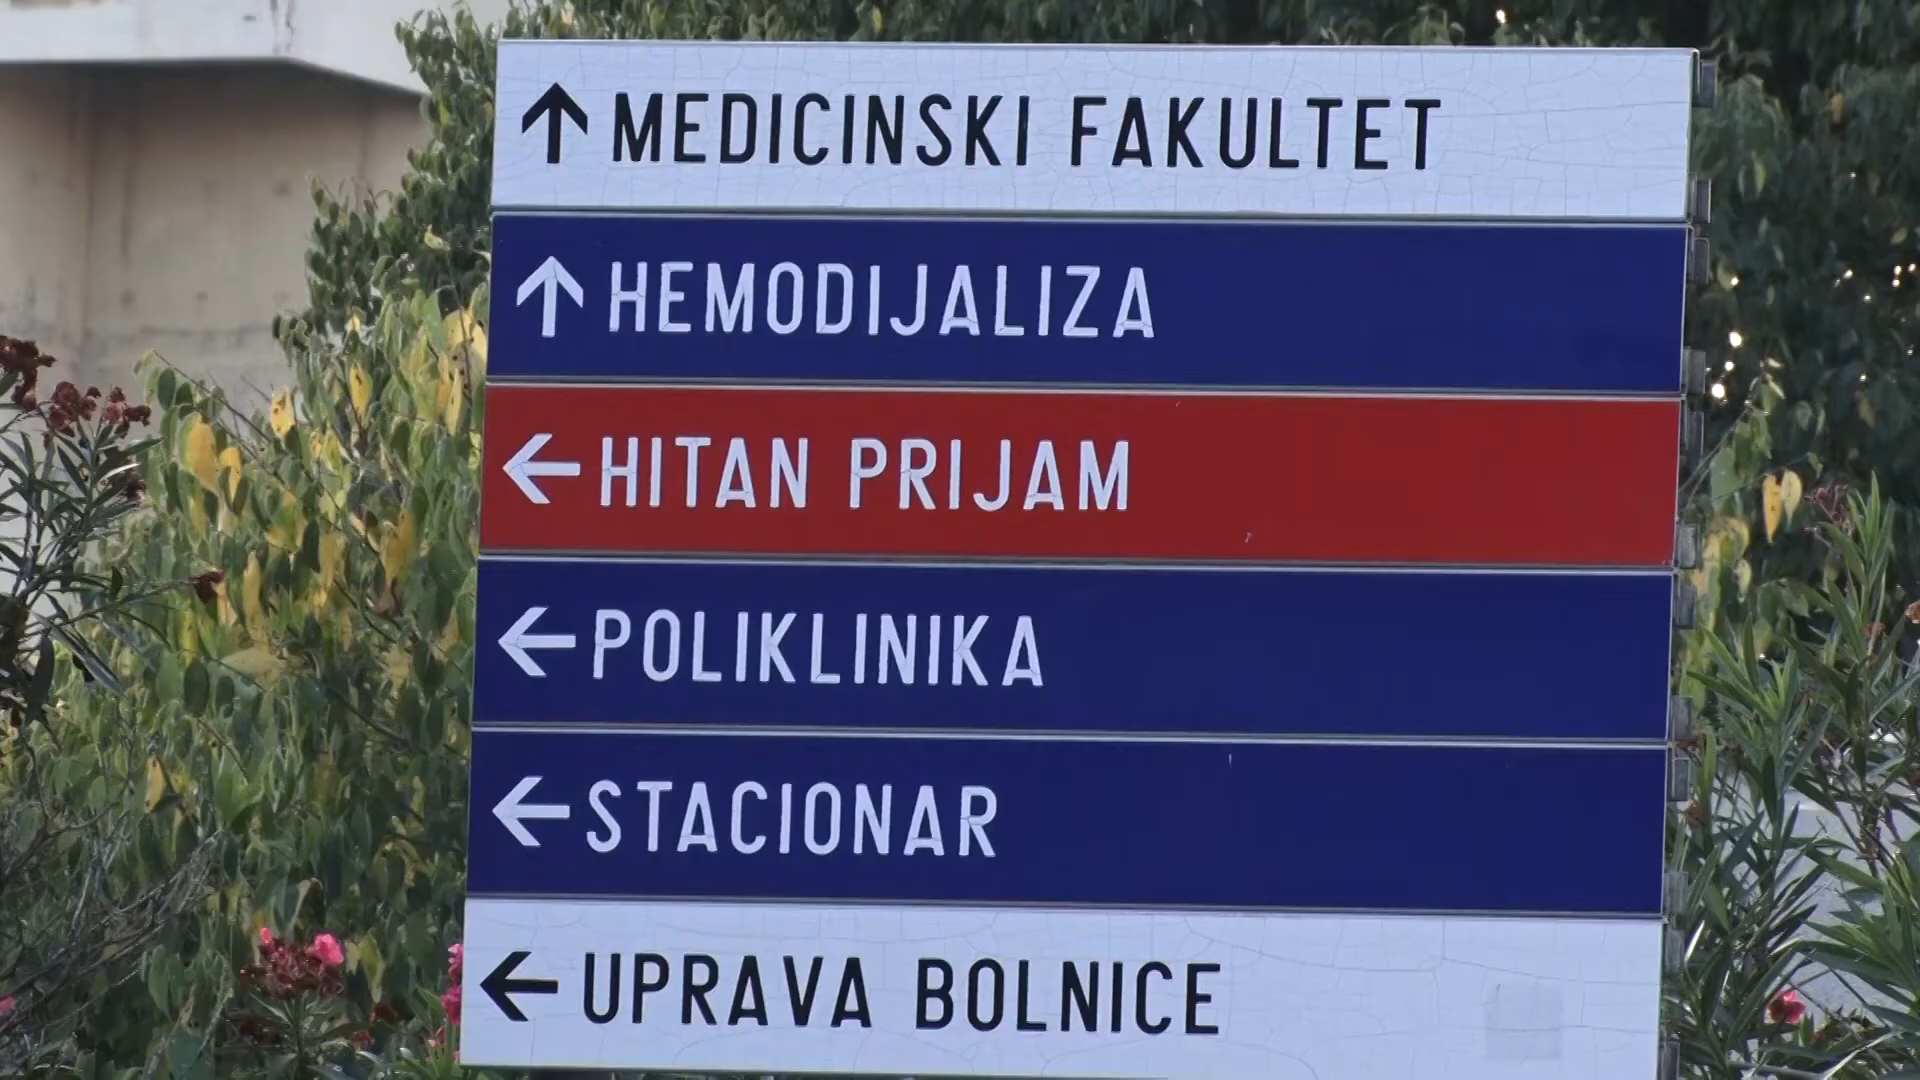 ↑ MEDICINSKI FAKULTET
↑ HEMODIJALIZA
← HITAN PRIJAM
← POLIKLINIKA
← STACIONAR
← UPRAVA BOLNICE